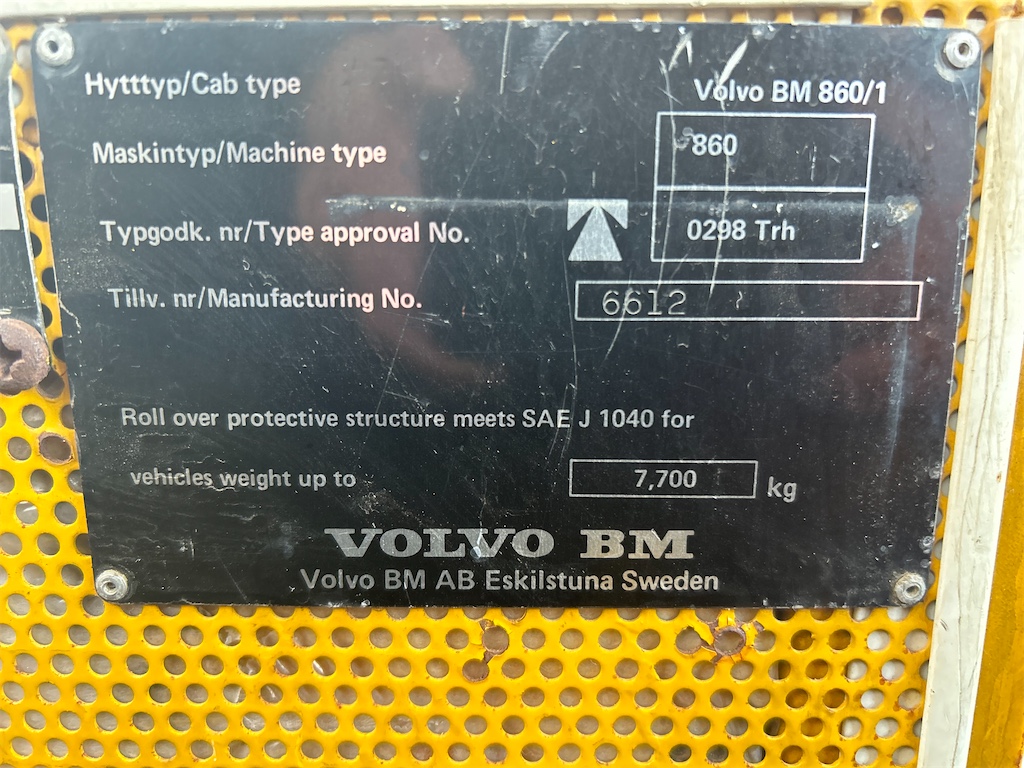 Hytttyp/Cab type Volvo BM 860/1
Maskintyp/Machine type 860
Typgodk. nr/Type approval No. 0298 Trh
Tillv. nr/Manufacturing No. 6612
Roll over protective structure meets SAE J 1040 for
vehicles weight up to 7,700 kg
VOLVO BM
Volvo BM AB Eskilstuna Sweden